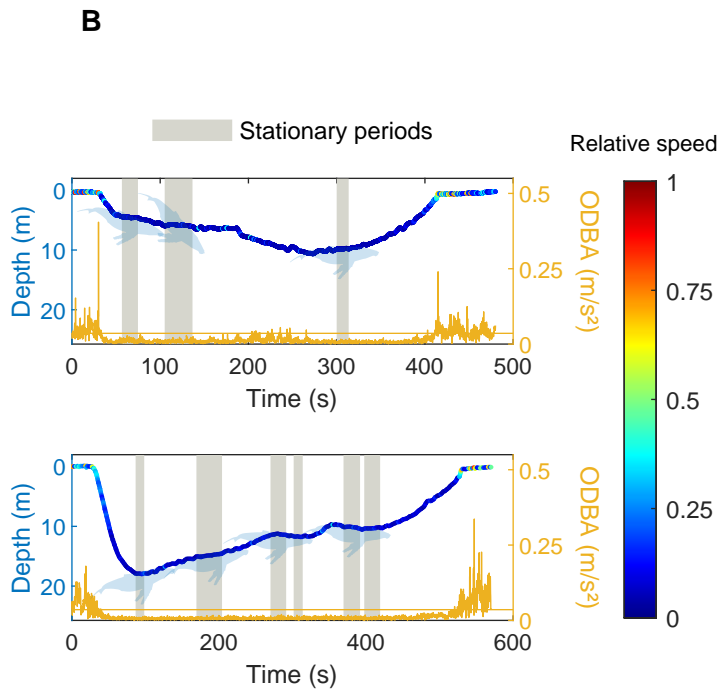 B
Stationary periods
Relative speed
0
10
20
Depth (m)
0.5
0.25
0
ODBA (m/s²)
0 100 200 300 400 500
Time (s)
0
10
20
Depth (m)
0.5
0.25
0
ODBA (m/s²)
0 200 400 600
Time (s)
1
0.75
0.5
0.25
0